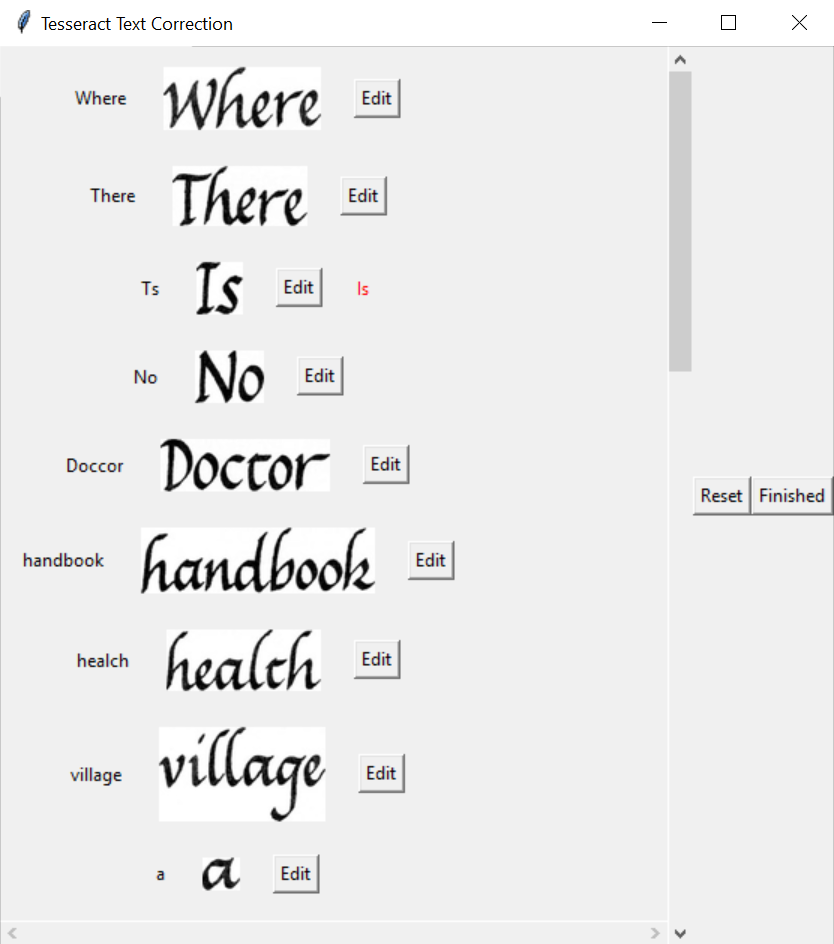 Tesseract Text Correction
Where Where Edit
There There Edit
Ts Is Edit Is
No No Edit
Doccor Doctor Edit
handbook handbook Edit
Reset Finished
healch health Edit
village village Edit
a a Edit